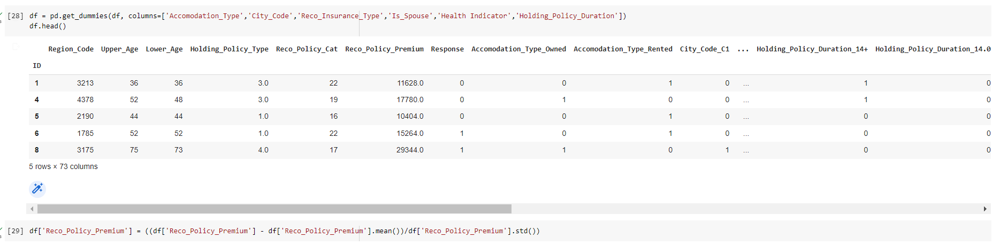 [28] df = pd.get_dummies(df, columns=['Accomodation_Type','City_Code','Reco_Insurance_Type','Is_Spouse','Health Indicator','Holding_Policy_Duration'])
df.head()
Region_Code Upper_Age Lower_Age Holding_Policy_Type Reco_Policy_Cat Reco_Policy_Premium Response Accomodation_Type_Owned Accomodation_Type_Rented City_Code_C1 ... Holding_Policy_Duration_14+ Holding_Policy_Duration_14.0
ID
1 3213 36 36 3.0 22 11628.0 0 0 1 0 ... 1 0
4 4378 52 48 3.0 19 17780.0 0 1 0 0 ... 1 0
5 2190 44 44 1.0 16 10404.0 0 0 1 0 ... 0 0
6 1785 52 52 1.0 22 15264.0 1 0 1 0 ... 0 0
8 3175 75 73 4.0 17 29344.0 1 1 0 1 ... 0 0
5 rows × 73 columns
[29] df['Reco_Policy_Premium'] = ((df['Reco_Policy_Premium'] - df['Reco_Policy_Premium'].mean())/df['Reco_Policy_Premium'].std())